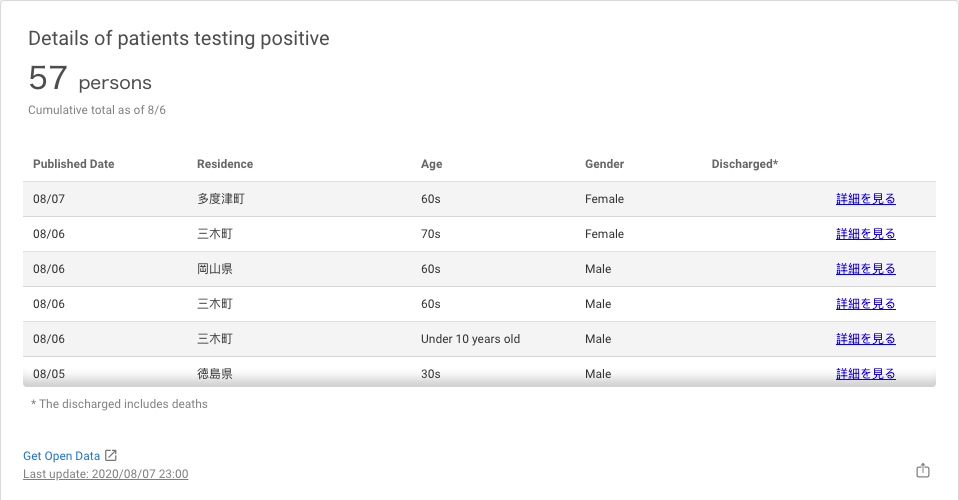 Details of patients testing positive
57 persons
Cumulative total as of 8/6
Published Date Residence Age Gender Discharged*
08/07 多度津町 60s Female 詳細を見る
08/06 三木町 70s Female 詳細を見る
08/06 岡山県 60s Male 詳細を見る
08/06 三木町 60s Male 詳細を見る
08/06 三木町 Under 10 years old Male 詳細を見る
08/05 徳島県 30s Male 詳細を見る
* The discharged includes deaths
Get Open Data
Last update: 2020/08/07 23:00